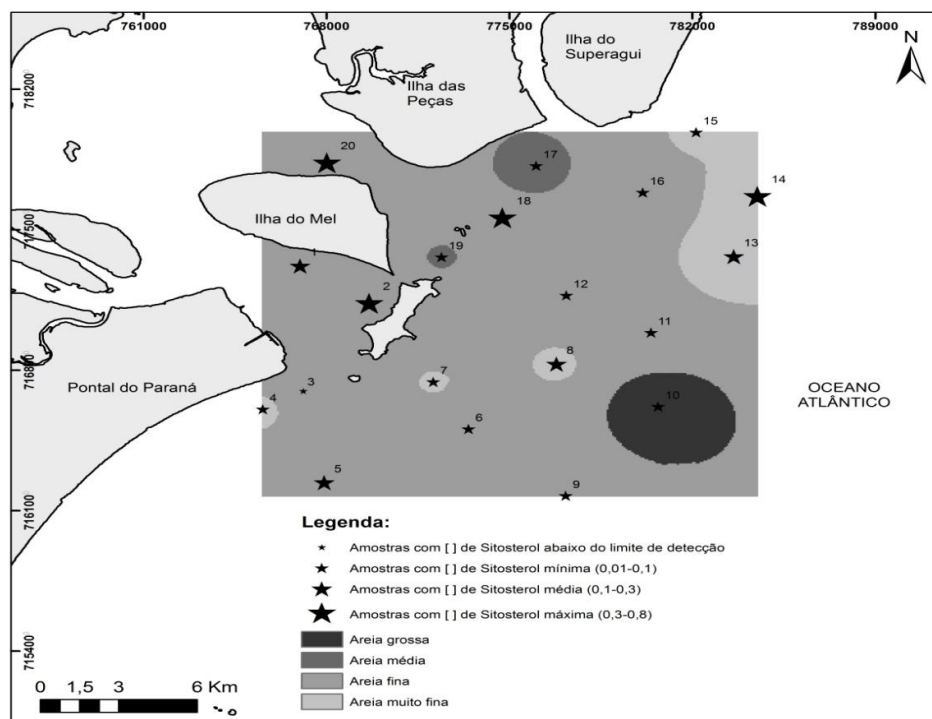 761000 768000 775000 782000 789000
N
718200
717500
716800
716100
715400
Ilha do
Superagui
Ilha das
Peças
15
20
17
16
14
Ilha do Mel
18
19
13
1
2
12
11
8
Pontal do Paraná
7
3
OCEANO
ATLÂNTICO
4
10
6
5
9
Legenda:
Amostras com [ ] de Sitosterol abaixo do limite de detecção
Amostras com [ ] de Sitosterol mínima (0,01-0,1)
Amostras com [ ] de Sitosterol média (0,1-0,3)
Amostras com [ ] de Sitosterol máxima (0,3-0,8)
Areia grossa
Areia média
Areia fina
Areia muito fina
0 1,5 3 6 Km